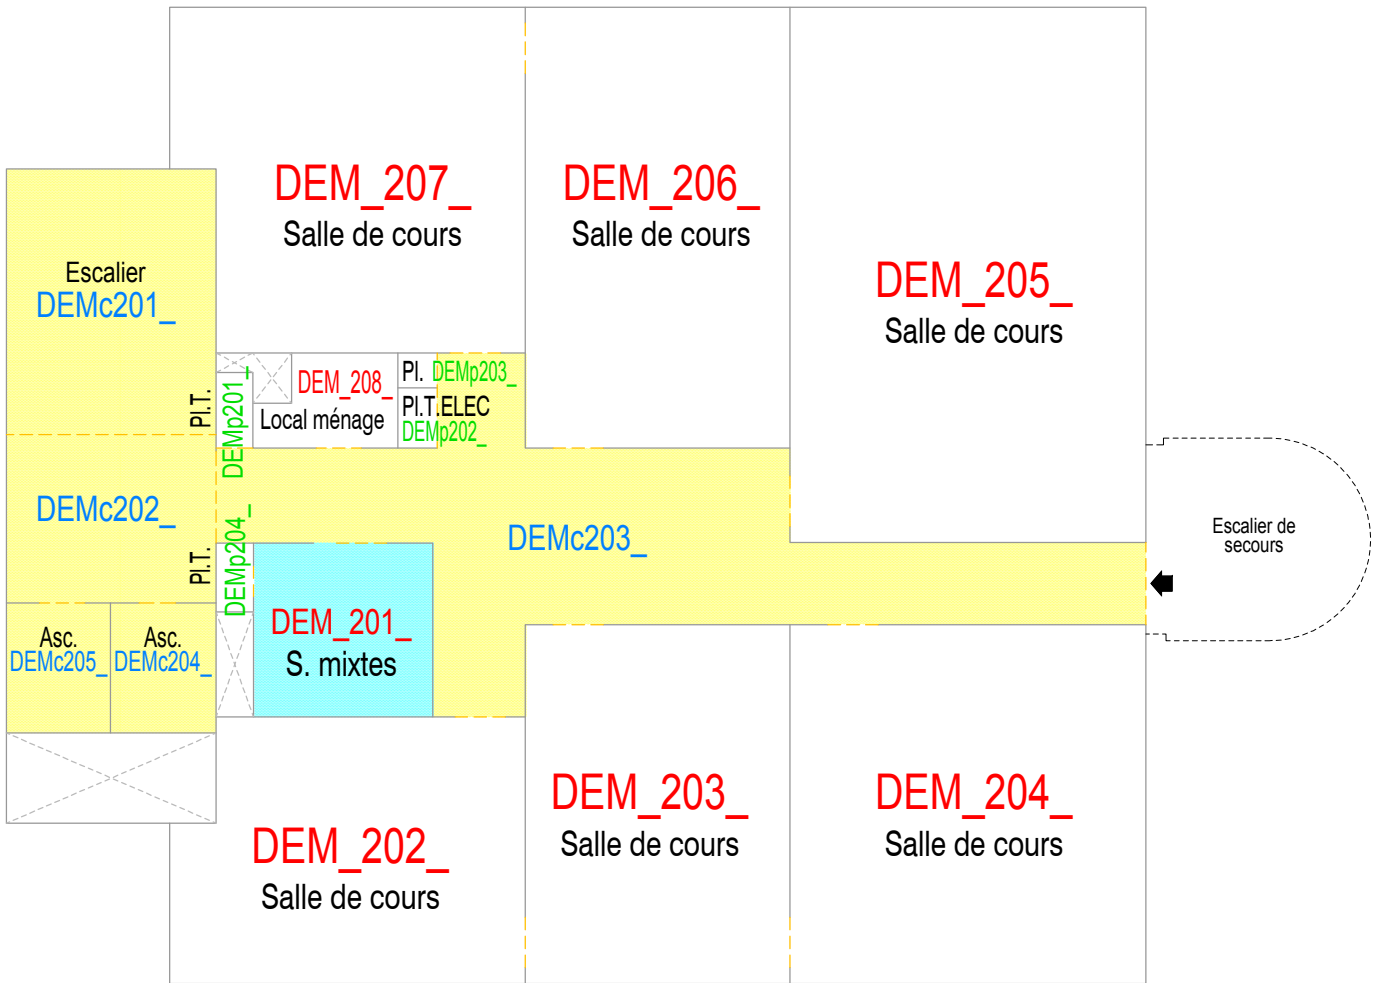 DEM_207_
Salle de cours
DEM_206_
Salle de cours
DEM_205_
Salle de cours
Escalier
DEMc201_
Pl.T.
DEMp201_
DEM_208_
Local ménage
Pl.
DEMp203_
Pl.T.ELEC
DEMp202_
DEMc202_
Pl.T.
DEMp204_
DEMc203_
Escalier de
secours
Asc.
DEMc205_
Asc.
DEMc204_
DEM_201_
S. mixtes
DEM_202_
Salle de cours
DEM_203_
Salle de cours
DEM_204_
Salle de cours